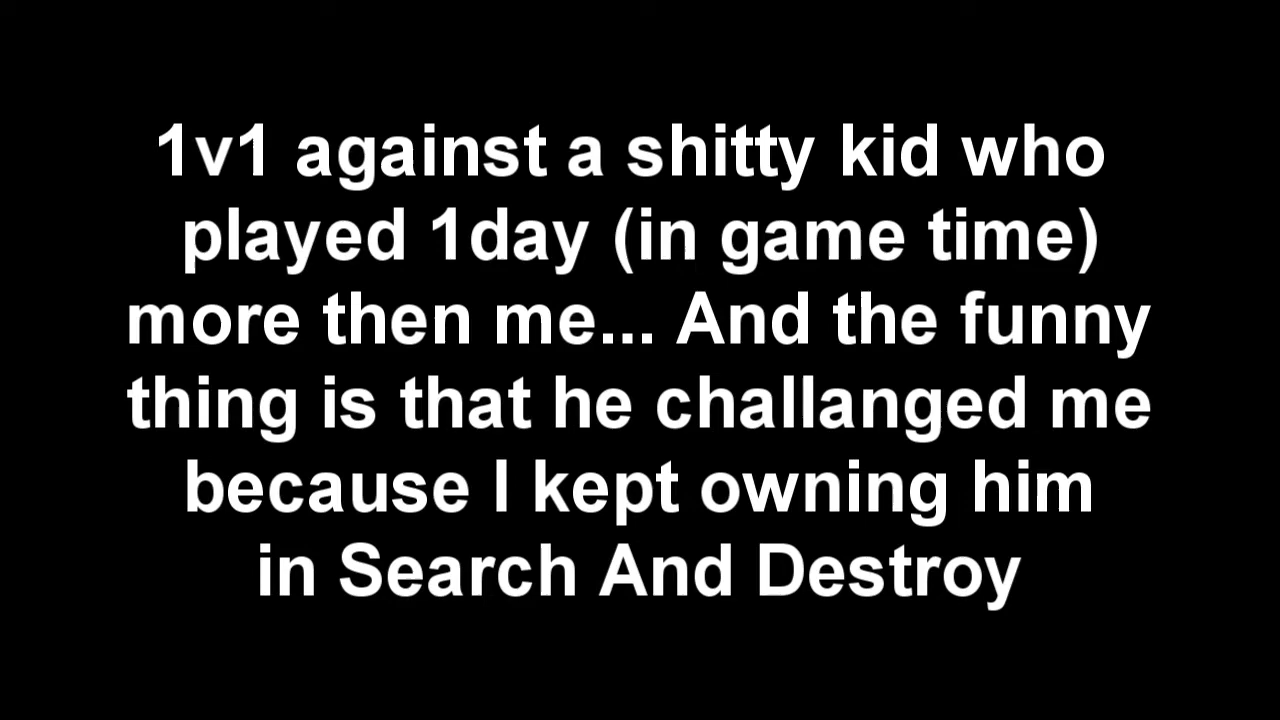 1v1 against a shitty kid who
played 1day (in game time)
more then me... And the funny
thing is that he challanged me
because I kept owning him
in Search And Destroy